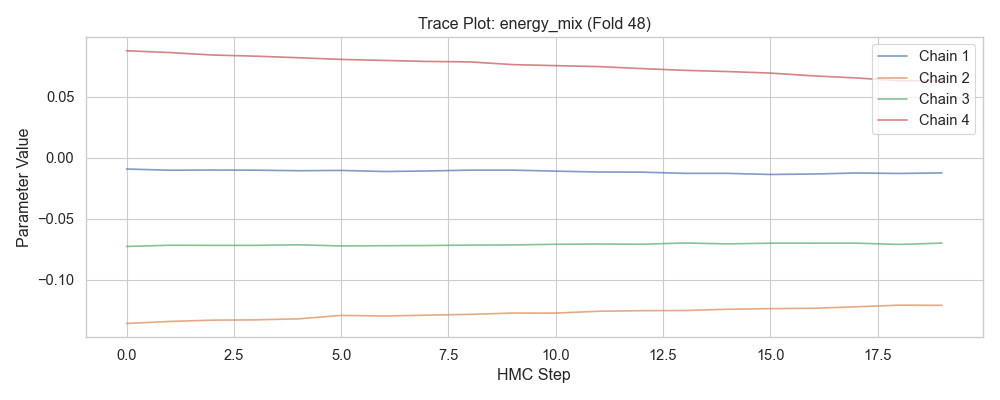 Trace Plot: energy_mix (Fold 48)
Chain 1
Chain 2
Chain 3
Chain 4
Parameter Value
0.05
0.00
−0.05
−0.10
0.0 2.5 5.0 7.5 10.0 12.5 15.0 17.5
HMC Step